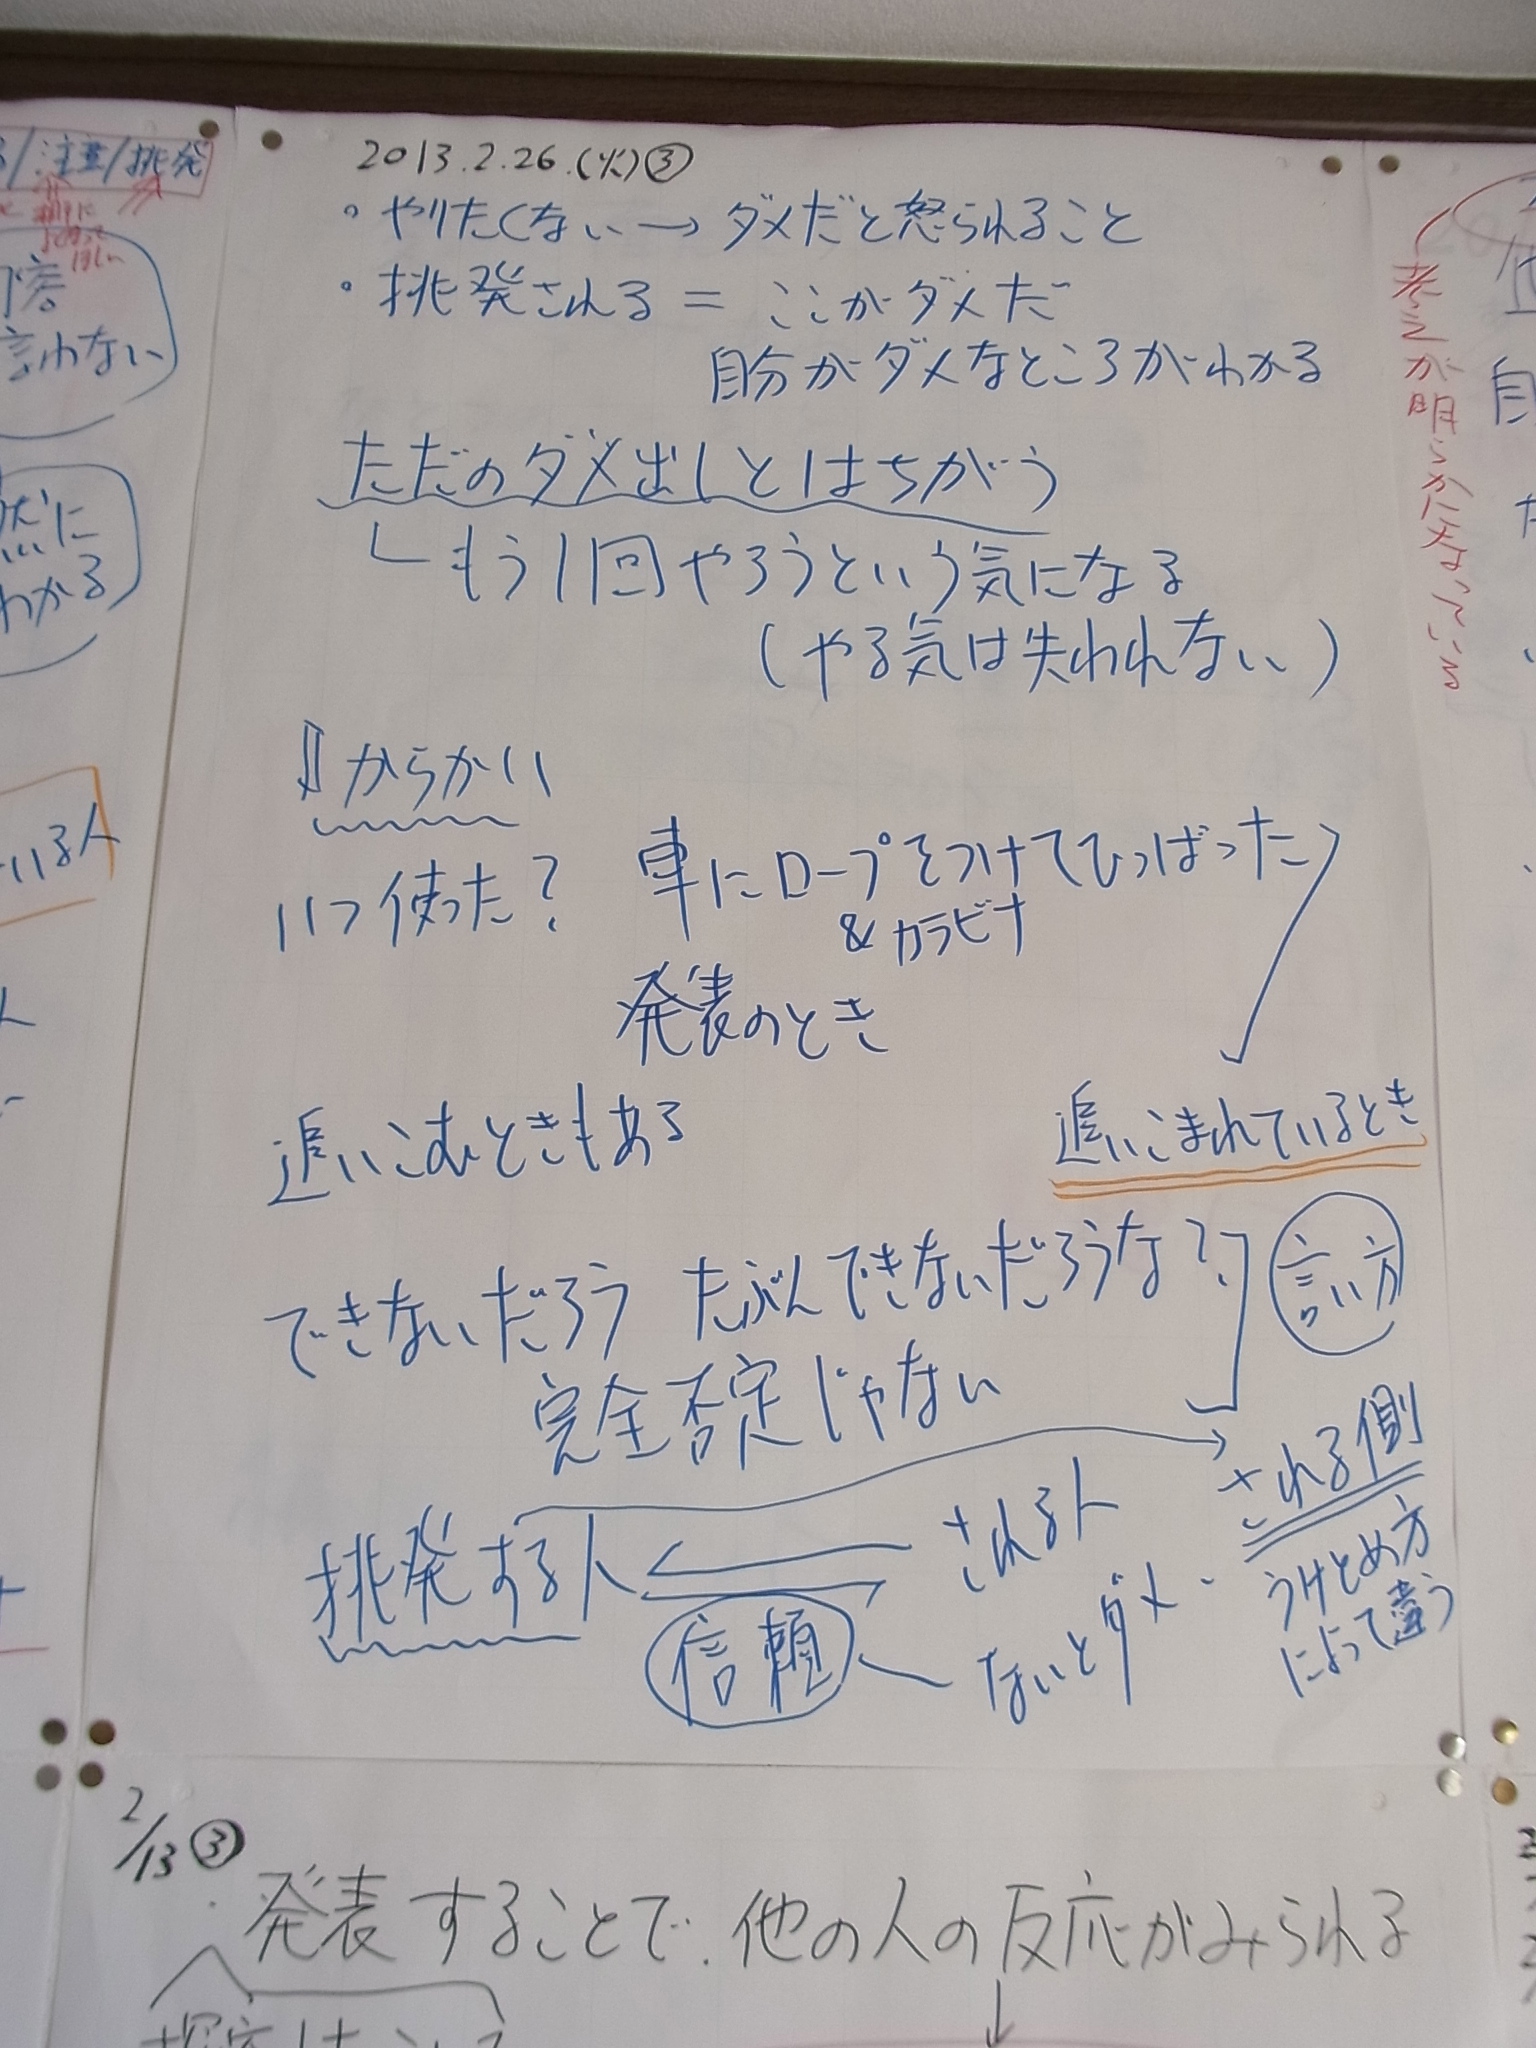 2013.2.26.(火)③
・やりたくない→ダメだと怒られること
・挑発される = ここがダメだ
自分がダメなところがわかる
ただのダメ出しとはちがう
もう1回やろうという気になる
(やる気は失われない)
⇓からかい
いつ使った? 車にロープをつけてひっぱった
&カラビナ
発表のとき
追いこむときもある
追いこまれているとき
できないだろう たぶんできないだろうな?
言い方
完全否定じゃない
される側
うけとめ方
によって違う
挑発する人
される人
信頼
ないとダメ
/注意/挑発
言わない
然に
わかる
いる人
考えが明らかになっている
自
2/13 ③
発表することで、他の人の反応がみられる